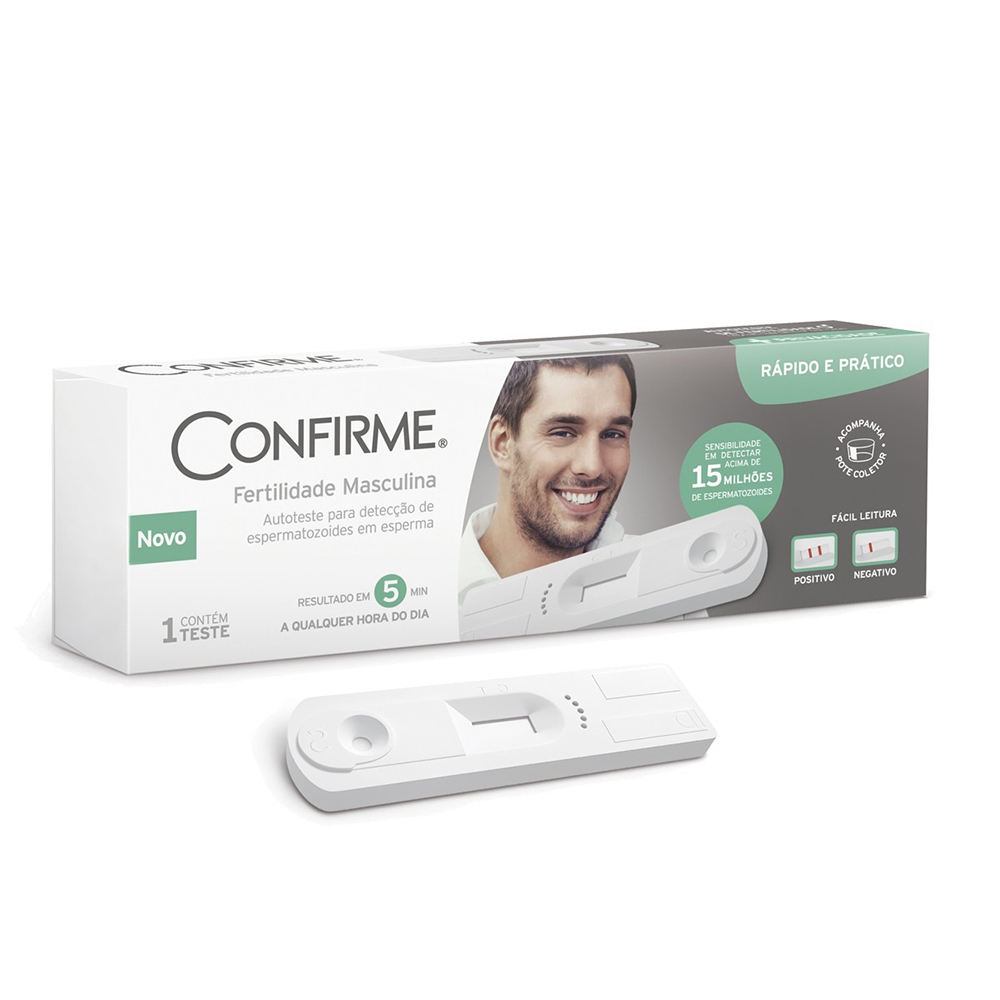 CONFIRME®
Fertilidade Masculina
RÁPIDO E PRÁTICO
CONFIRME®
Fertilidade Masculina
Autoteste para detecção de
espermatozoides em esperma
Novo
RESULTADO EM 5 MIN
A QUALQUER HORA DO DIA
1 CONTÉM
TESTE
SENSIBILIDADE
EM DETECTAR
ACIMA DE
15 MILHÕES
DE ESPERMATOZOIDES
• ACOMPANHA •
POTE COLETOR
FÁCIL LEITURA
POSITIVO
NEGATIVO
S
S